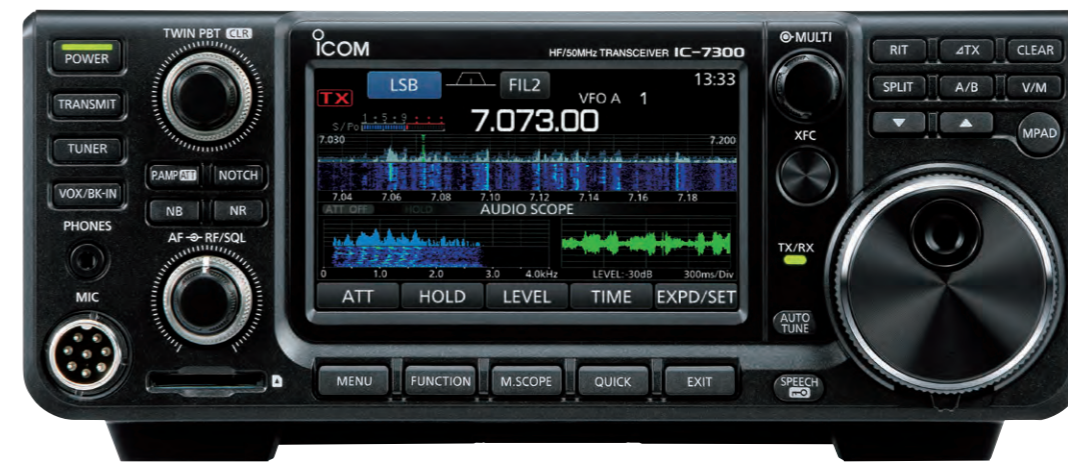 POWER
TRANSMIT
TUNER
VOX/BK-IN
PHONES
MIC
TWIN PBT CLR
P.AMP ATT NOTCH
NB NR
AF RF/SQL
ICOM
HF/50MHz TRANSCEIVER IC-7300
TX LSB FIL2 13:33
VFO A 1
S/Po 1 5 9
7.073.00
7.030 7.200
7.04 7.06 7.08 7.10 7.12 7.14 7.16 7.18
ATT OFF HOLD AUDIO SCOPE
0 1.0 2.0 3.0 4.0kHz LEVEL:-30dB 300ms/Div
ATT HOLD LEVEL TIME EXPD/SET
MENU FUNCTION M.SCOPE QUICK EXIT
MULTI
XFC
TX/RX
AUTO
TUNE
SPEECH
RIT ⊿TX CLEAR
SPLIT A/B V/M
▼ ▲ MPAD